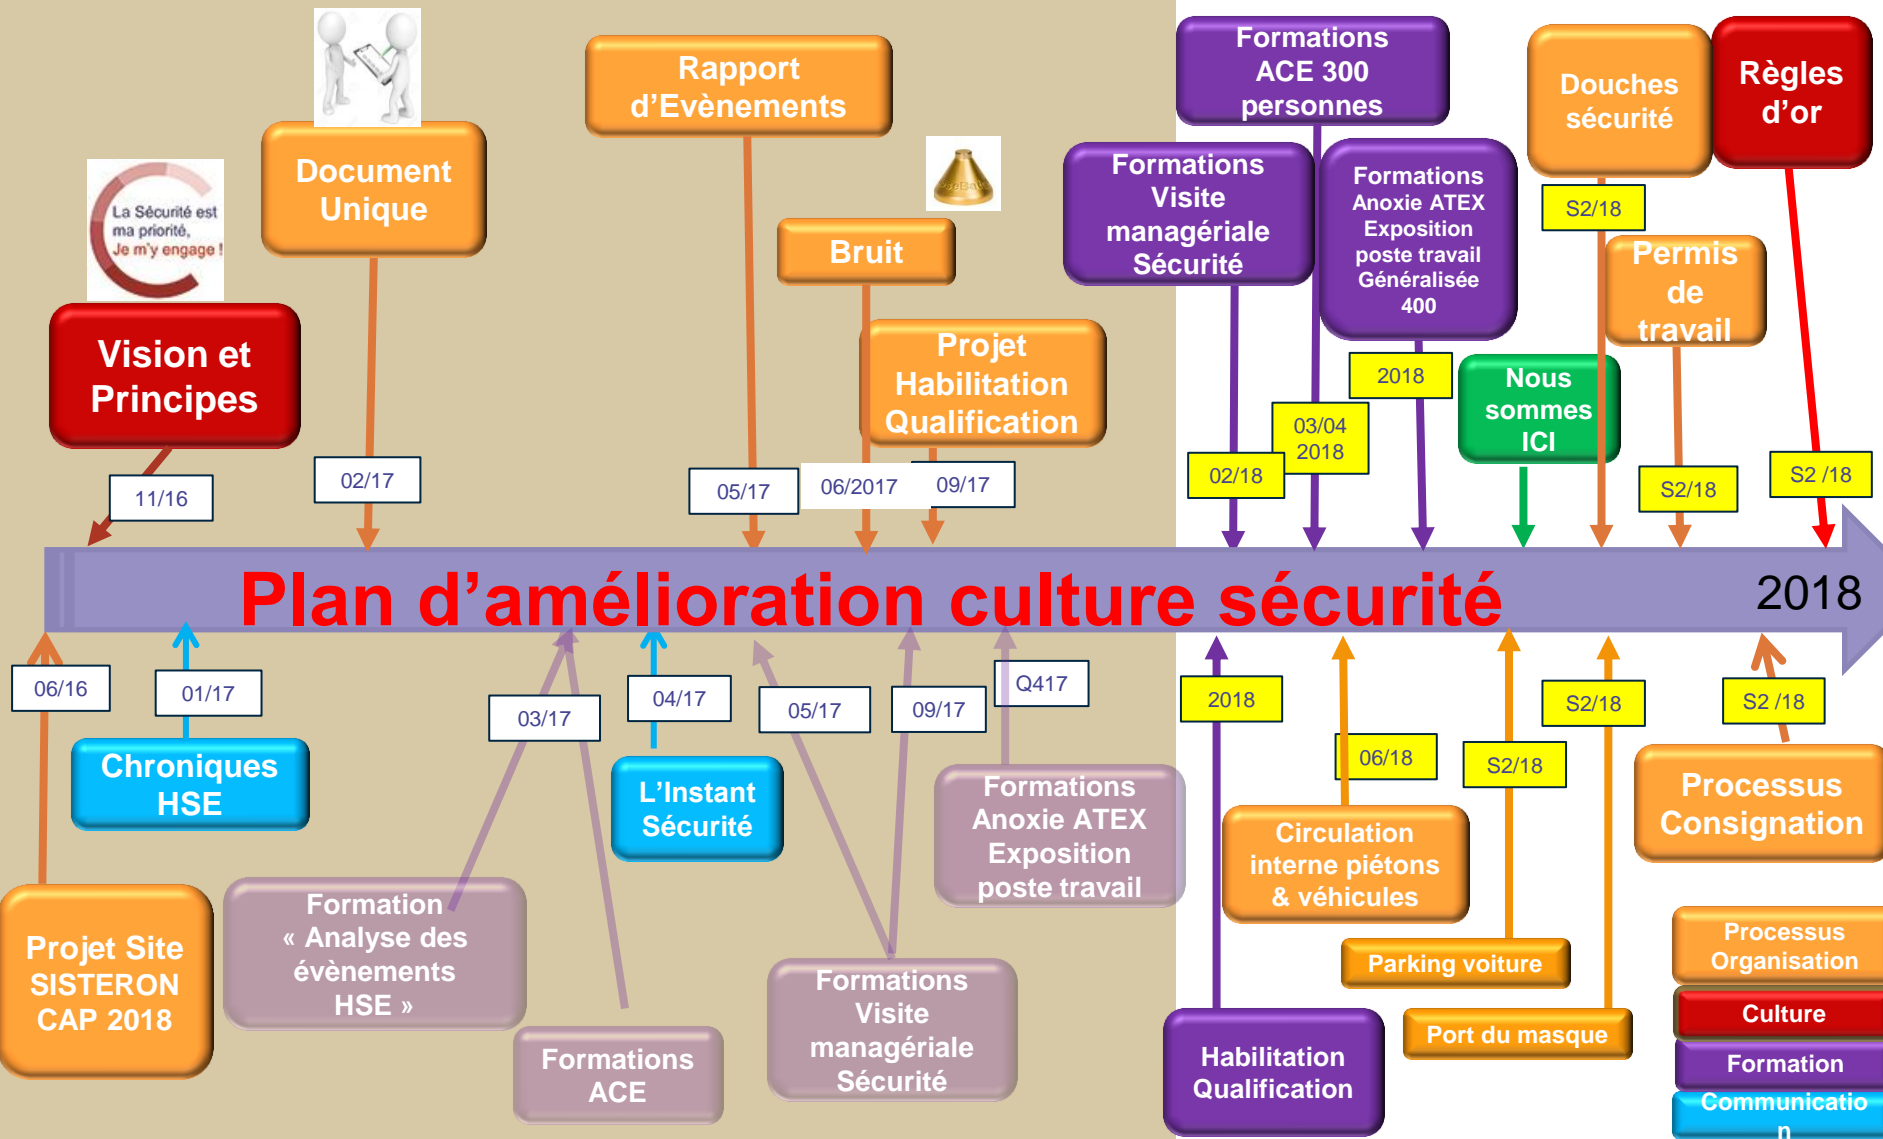 Formations
ACE 300
personnes
Rapport
d’Evènements
Douches
sécurité
Règles
d’or
Document
Unique
Formations
Visite
managériale
Sécurité
Formations
Anoxie ATEX
Exposition
poste travail
Généralisée
400
La Sécurité est
ma priorité,
Je m'y engage !
S2/18
Bruit
Permis
de
travail
Vision et
Principes
Projet
Habilitation
Qualification
2018
Nous
sommes
ICI
03/04
2018
11/16
02/17
05/17
06/2017
09/17
02/18
S2/18
S2 /18
Plan d’amélioration culture sécurité
2018
06/16
01/17
03/17
04/17
05/17
09/17
Q417
2018
06/18
S2/18
S2/18
S2 /18
Chroniques
HSE
L’Instant
Sécurité
Formations
Anoxie ATEX
Exposition
poste travail
Circulation
interne piétons
& véhicules
Processus
Consignation
Projet Site
SISTERON
CAP 2018
Formation
« Analyse des
évènements
HSE »
Formations
ACE
Formations
Visite
managériale
Sécurité
Parking voiture
Port du masque
Habilitation
Qualification
Processus
Organisation
Culture
Formation
Communicatio
n